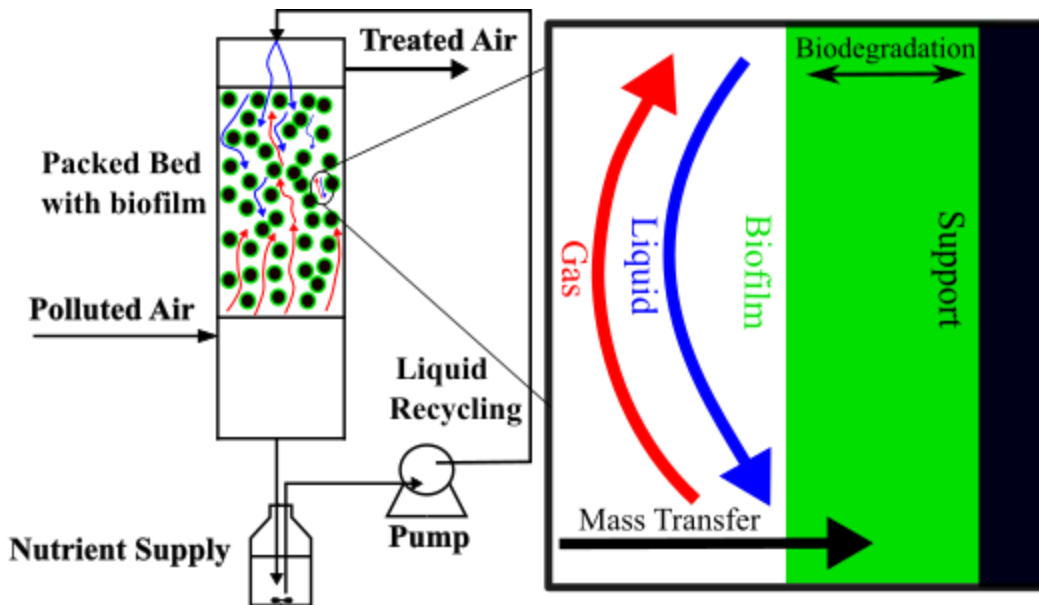 Treated Air
Packed Bed
with biofilm
Polluted Air
Liquid
Recycling
Pump
Nutrient Supply
Biodegradation
Gas
Liquid
Biofilm
Support
Mass Transfer